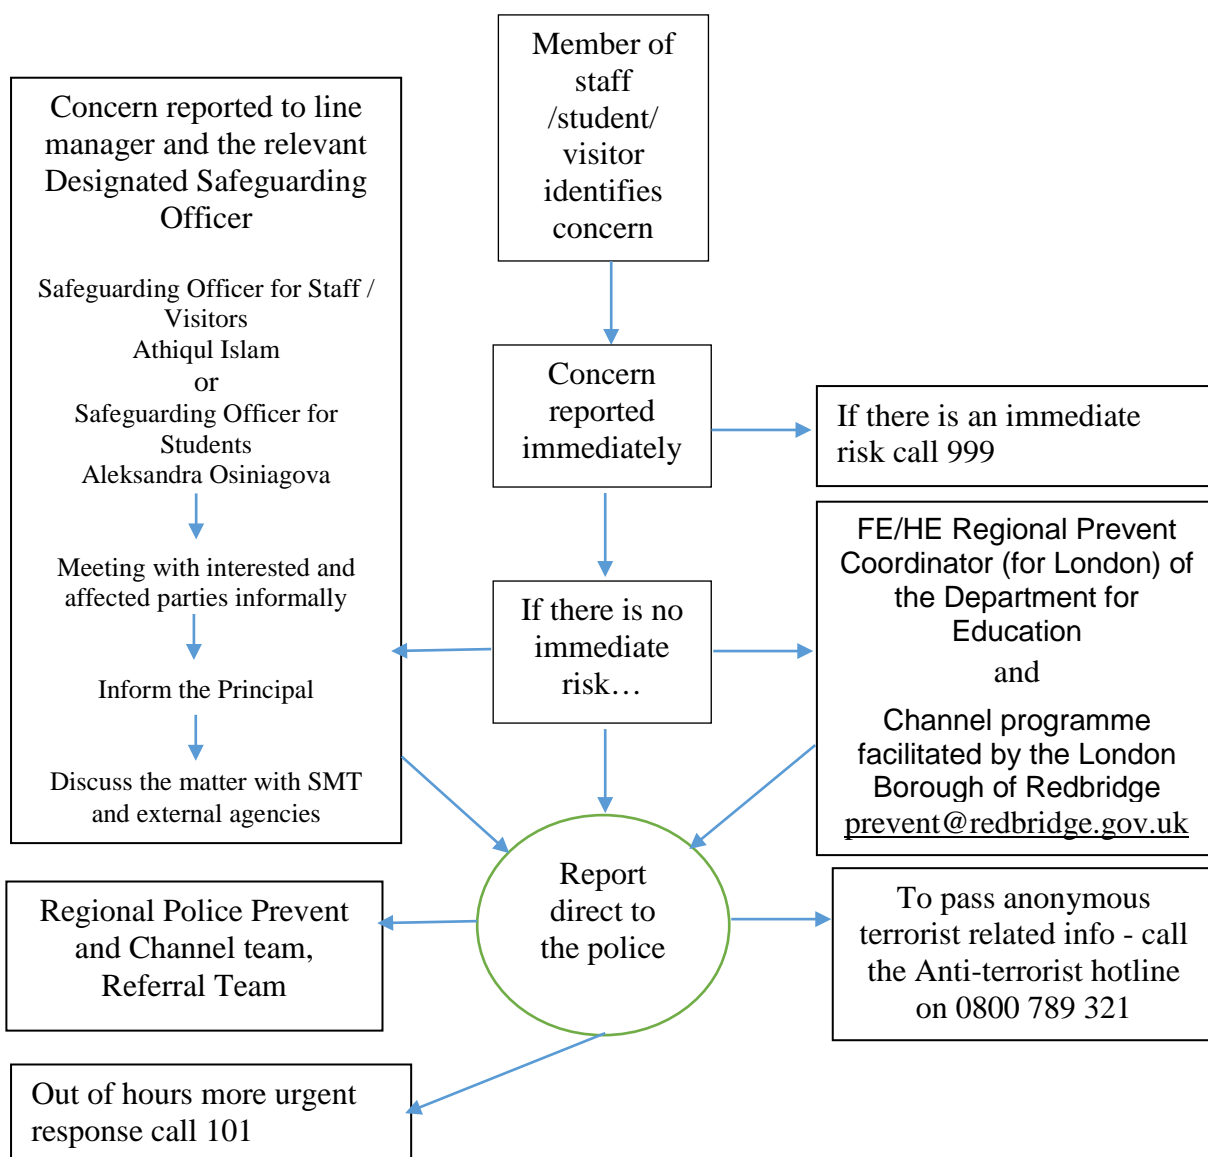 Member of
staff
/student/
visitor
identifies
concern
Concern reported to line
manager and the relevant
Designated Safeguarding
Officer
Safeguarding Officer for Staff /
Visitors
Athiqul Islam
or
Safeguarding Officer for
Students
Aleksandra Osiniagova
Meeting with interested and
affected parties informally
Inform the Principal
Discuss the matter with SMT
and external agencies
Concern
reported
immediately
If there is an immediate
risk call 999
If there is no
immediate
risk…
FE/HE Regional Prevent
Coordinator (for London) of
the Department for
Education
and
Channel programme
facilitated by the London
Borough of Redbridge
prevent@redbridge.gov.uk
Report
direct to
the police
Regional Police Prevent
and Channel team,
Referral Team
To pass anonymous
terrorist related info - call
the Anti-terrorist hotline
on 0800 789 321
Out of hours more urgent
response call 101